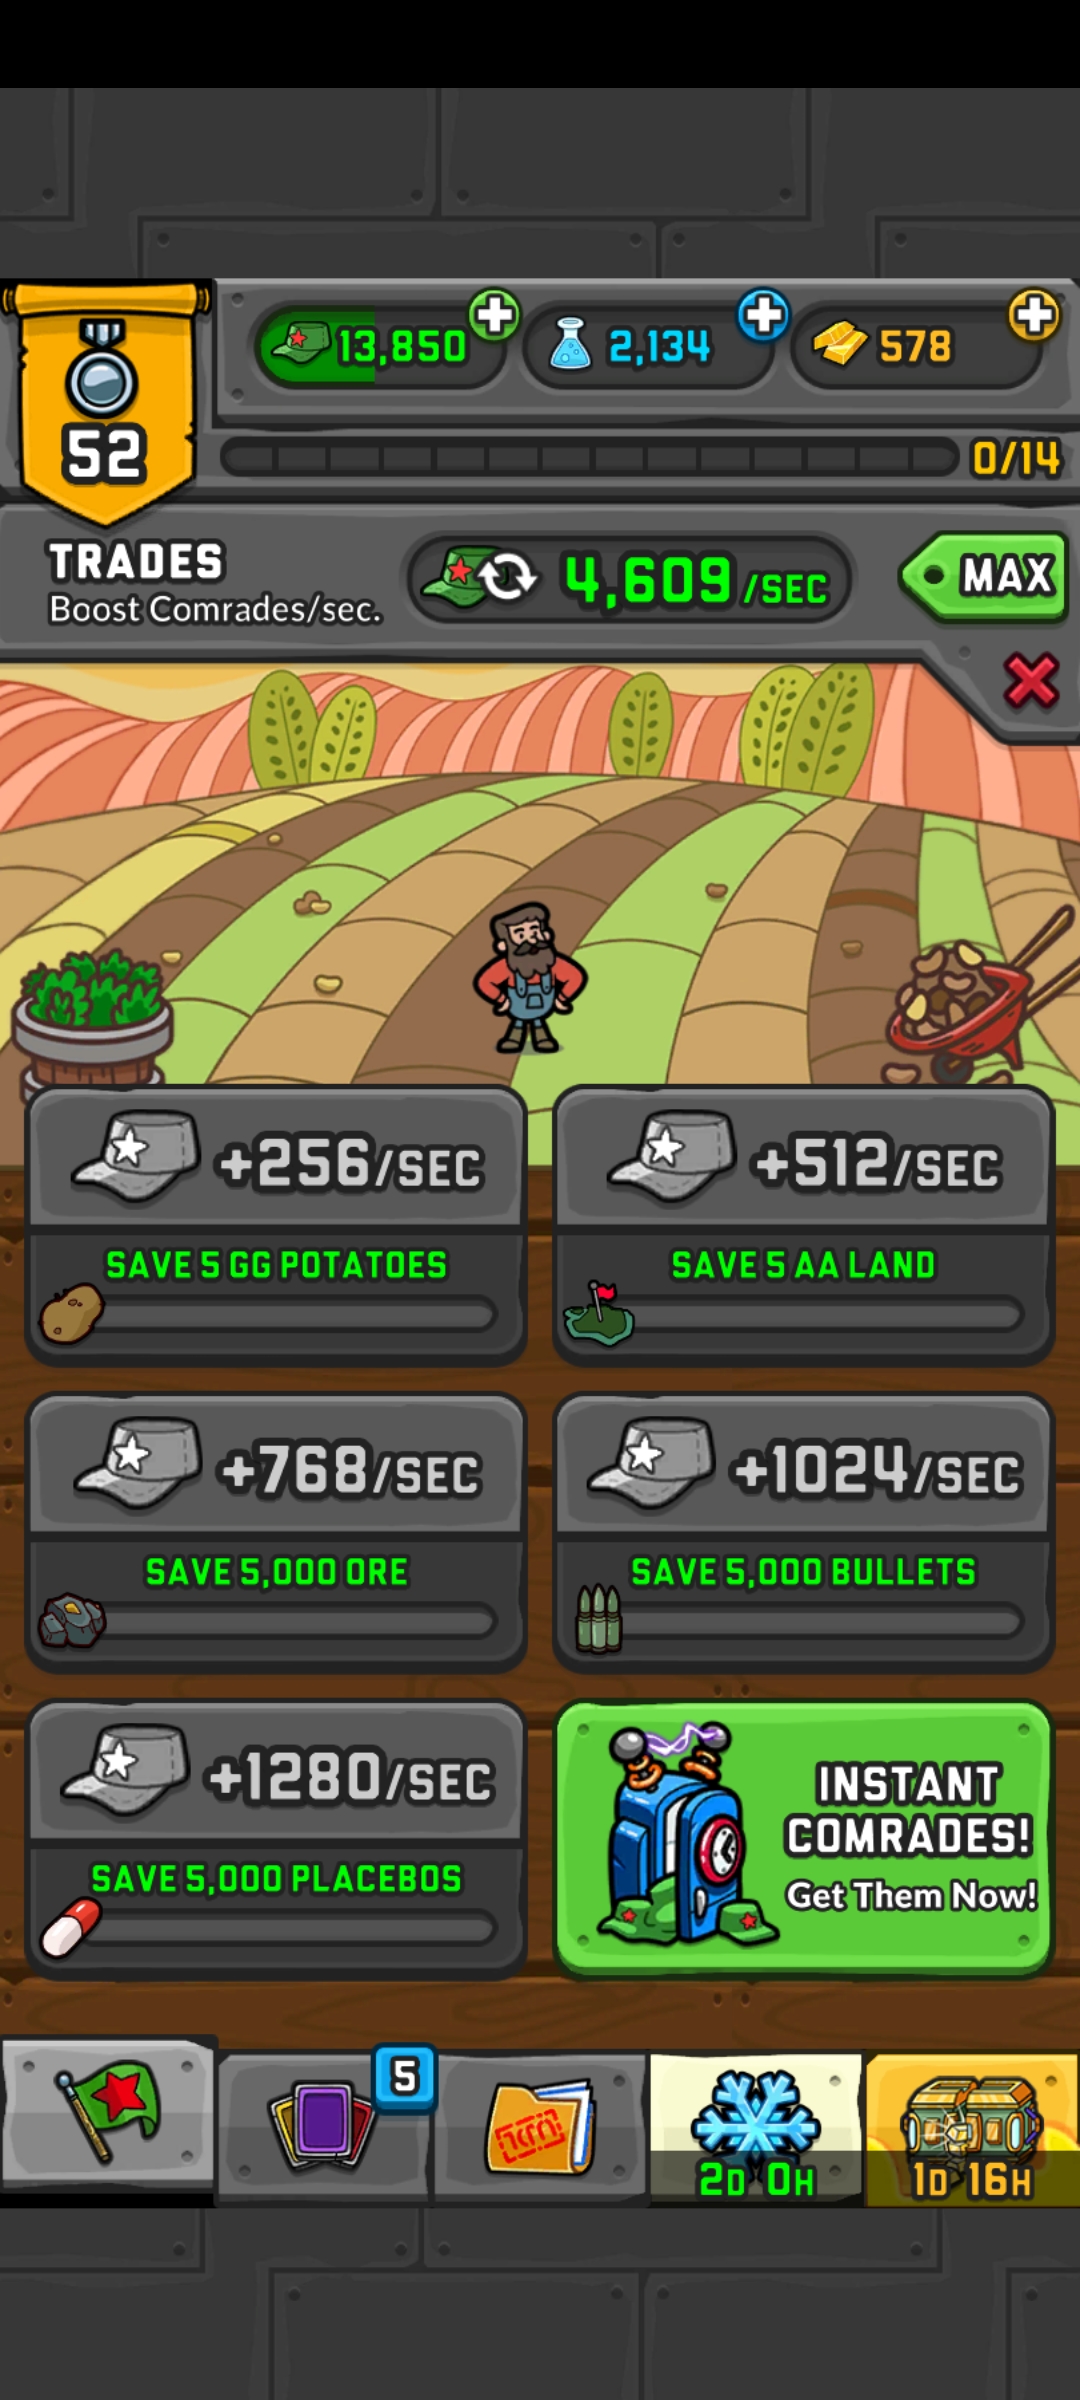 13,850
2,134
578
52
0/14
TRADES
Boost Comrades/sec.
4,609/SEC
MAX
+256/SEC
SAVE 5 GG POTATOES
+512/SEC
SAVE 5 AA LAND
+768/SEC
SAVE 5,000 ORE
+1024/SEC
SAVE 5,000 BULLETS
+1280/SEC
SAVE 5,000 PLACEBOS
INSTANT
COMRADES!
Get Them Now!
5
2D 0H
1D 16H